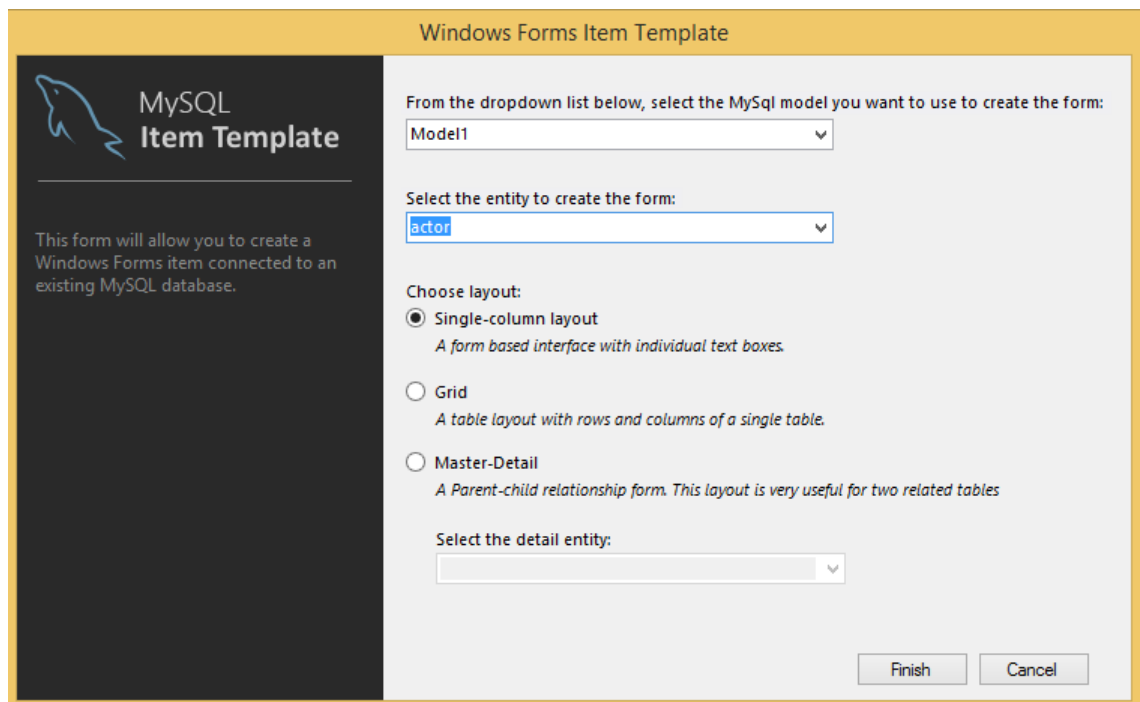 Windows Forms Item Template
MySQL
Item Template
This form will allow you to create a
Windows Forms item connected to an
existing MySQL database.
From the dropdown list below, select the MySql model you want to use to create the form:
Model1
Select the entity to create the form:
actor
Choose layout:
Single-column layout
A form based interface with individual text boxes.
Grid
A table layout with rows and columns of a single table.
Master-Detail
A Parent-child relationship form. This layout is very useful for two related tables
Select the detail entity:
Finish
Cancel